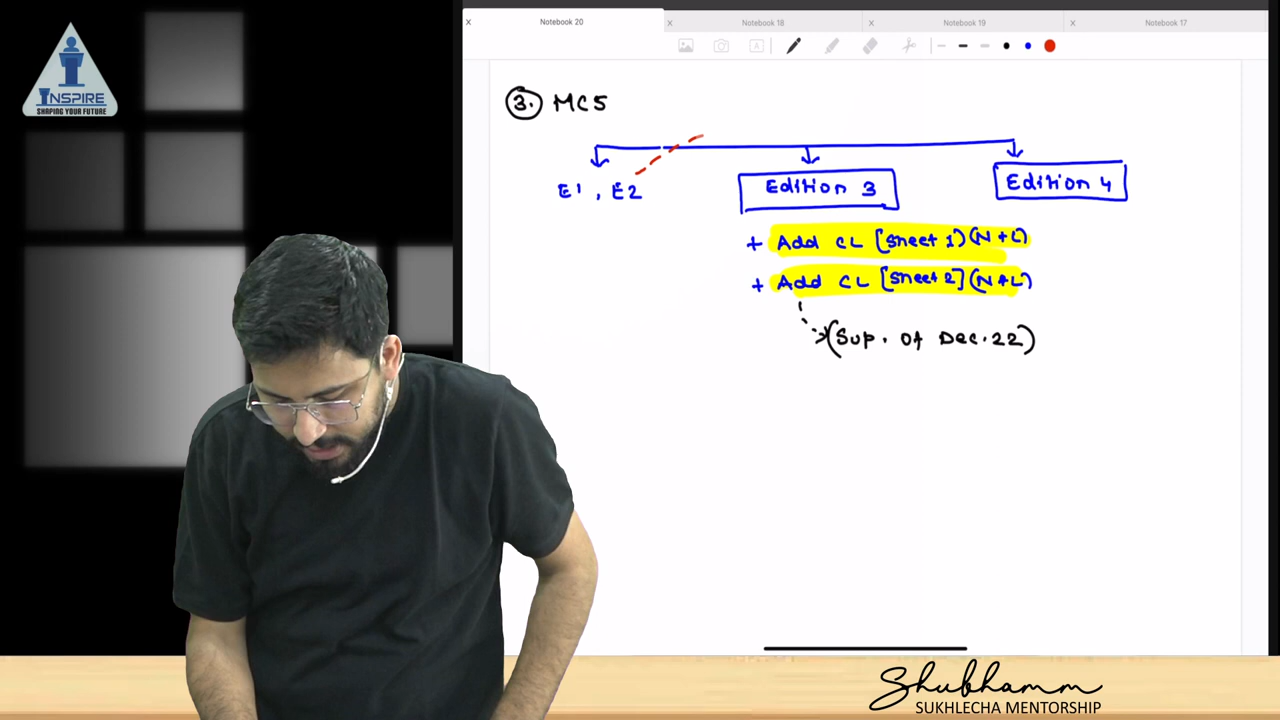 INSPIRE
SHAPING YOUR FUTURE
Notebook 20
Notebook 18
Notebook 19
Notebook 17
3. MCS
E1, E2
Edition 3
Edition 4
+ Add CL [Sheet 1) (N+L)
+ Add CL [Sheet 2] (N+L)
(Sup. Of Dec. 22)
Shubhamm
SUKHLECHA MENTORSHIP